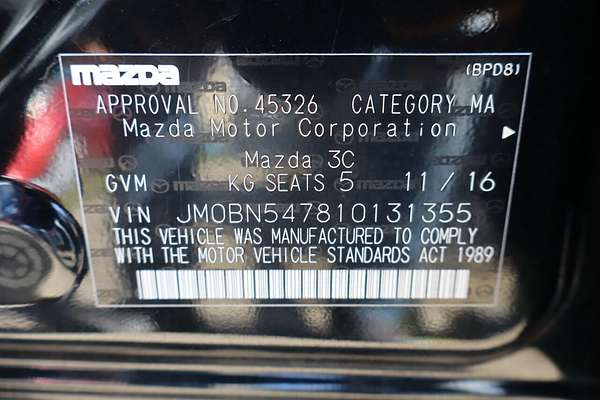 mazda (BPD8)
APPROVAL NO. 45326 CATEGORY MA
Mazda Motor Corporation
Mazda 3C
GVM KG SEATS 5 11/16
VIN JM0BN547810131355
THIS VEHICLE WAS MANUFACTURED TO COMPLY
WITH THE MOTOR VEHICLE STANDARDS ACT 1989